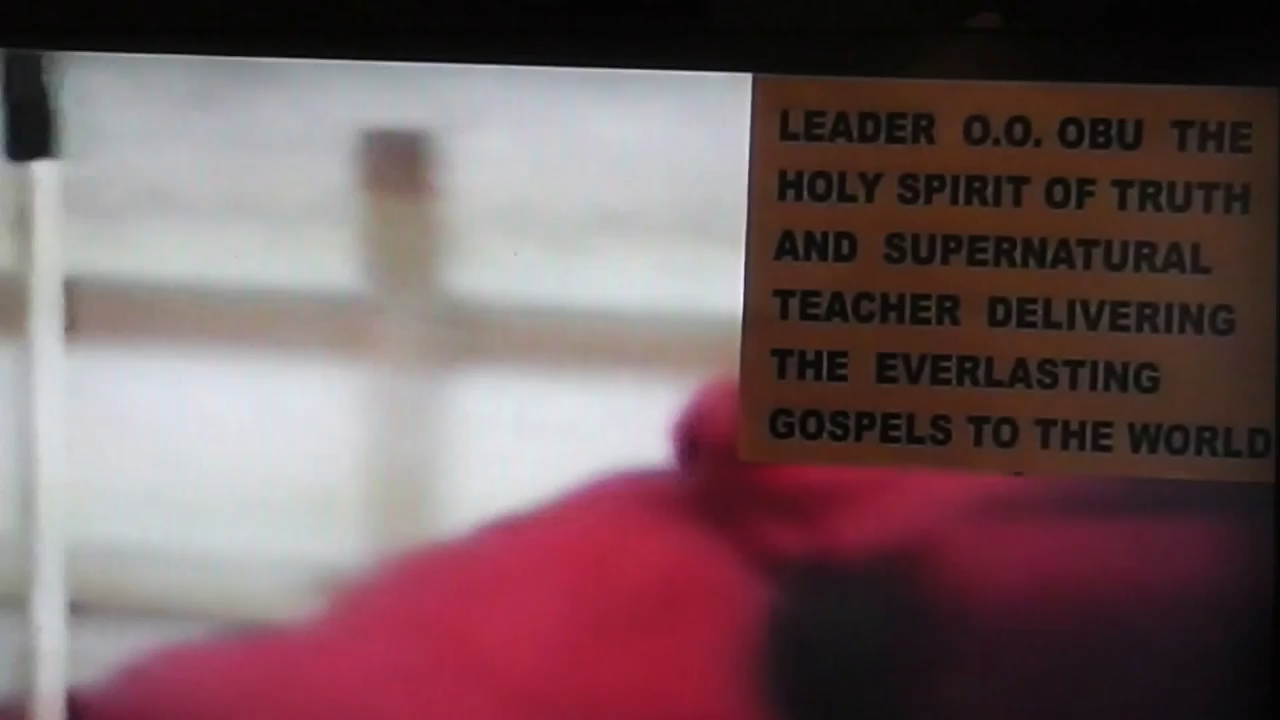 LEADER O.O. OBU THE
HOLY SPIRIT OF TRUTH
AND SUPERNATURAL
TEACHER DELIVERING
THE EVERLASTING
GOSPELS TO THE WORLD